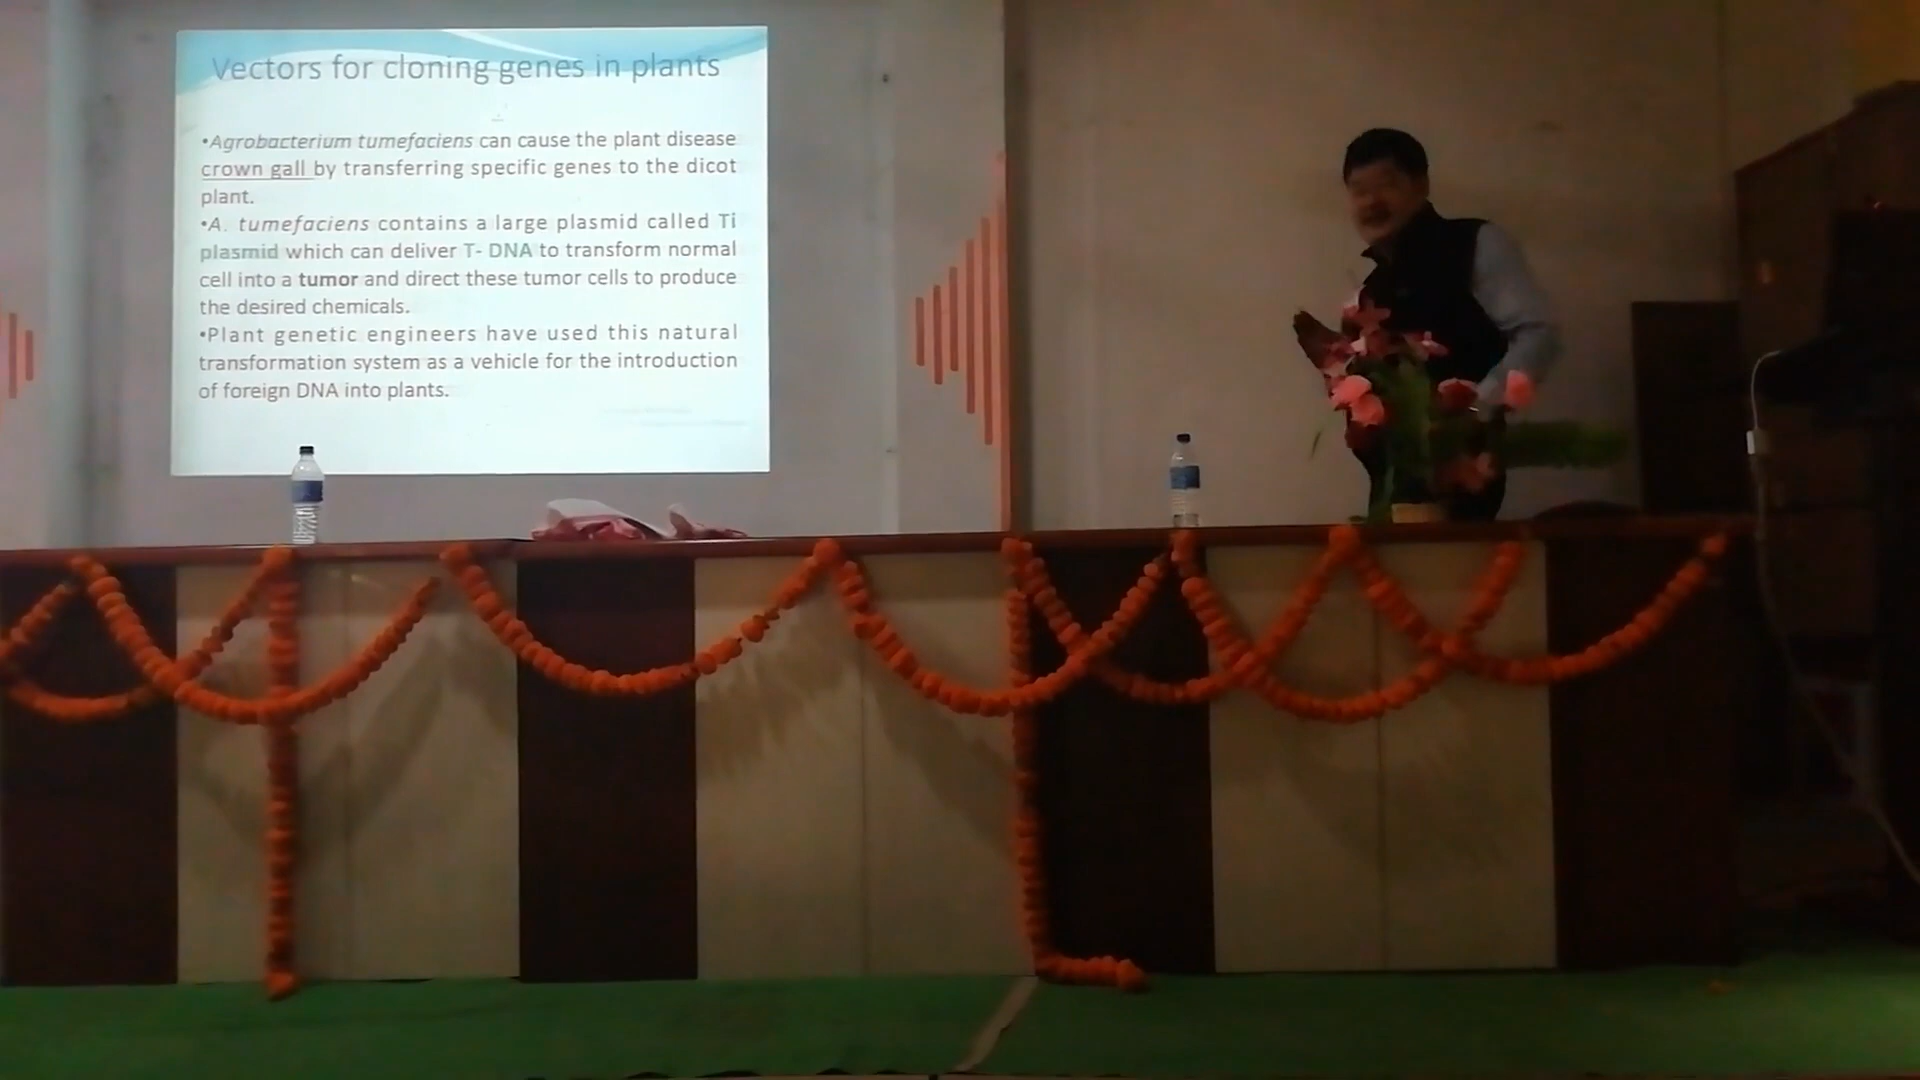 Vectors for cloning genes in plants
•Agrobacterium tumefaciens can cause the plant disease
crown gall by transferring specific genes to the dicot
plant.
•A. tumefaciens contains a large plasmid called Ti
plasmid which can deliver T- DNA to transform normal
cell into a tumor and direct these tumor cells to produce
the desired chemicals.
•Plant genetic engineers have used this natural
transformation system as a vehicle for the introduction
of foreign DNA into plants.